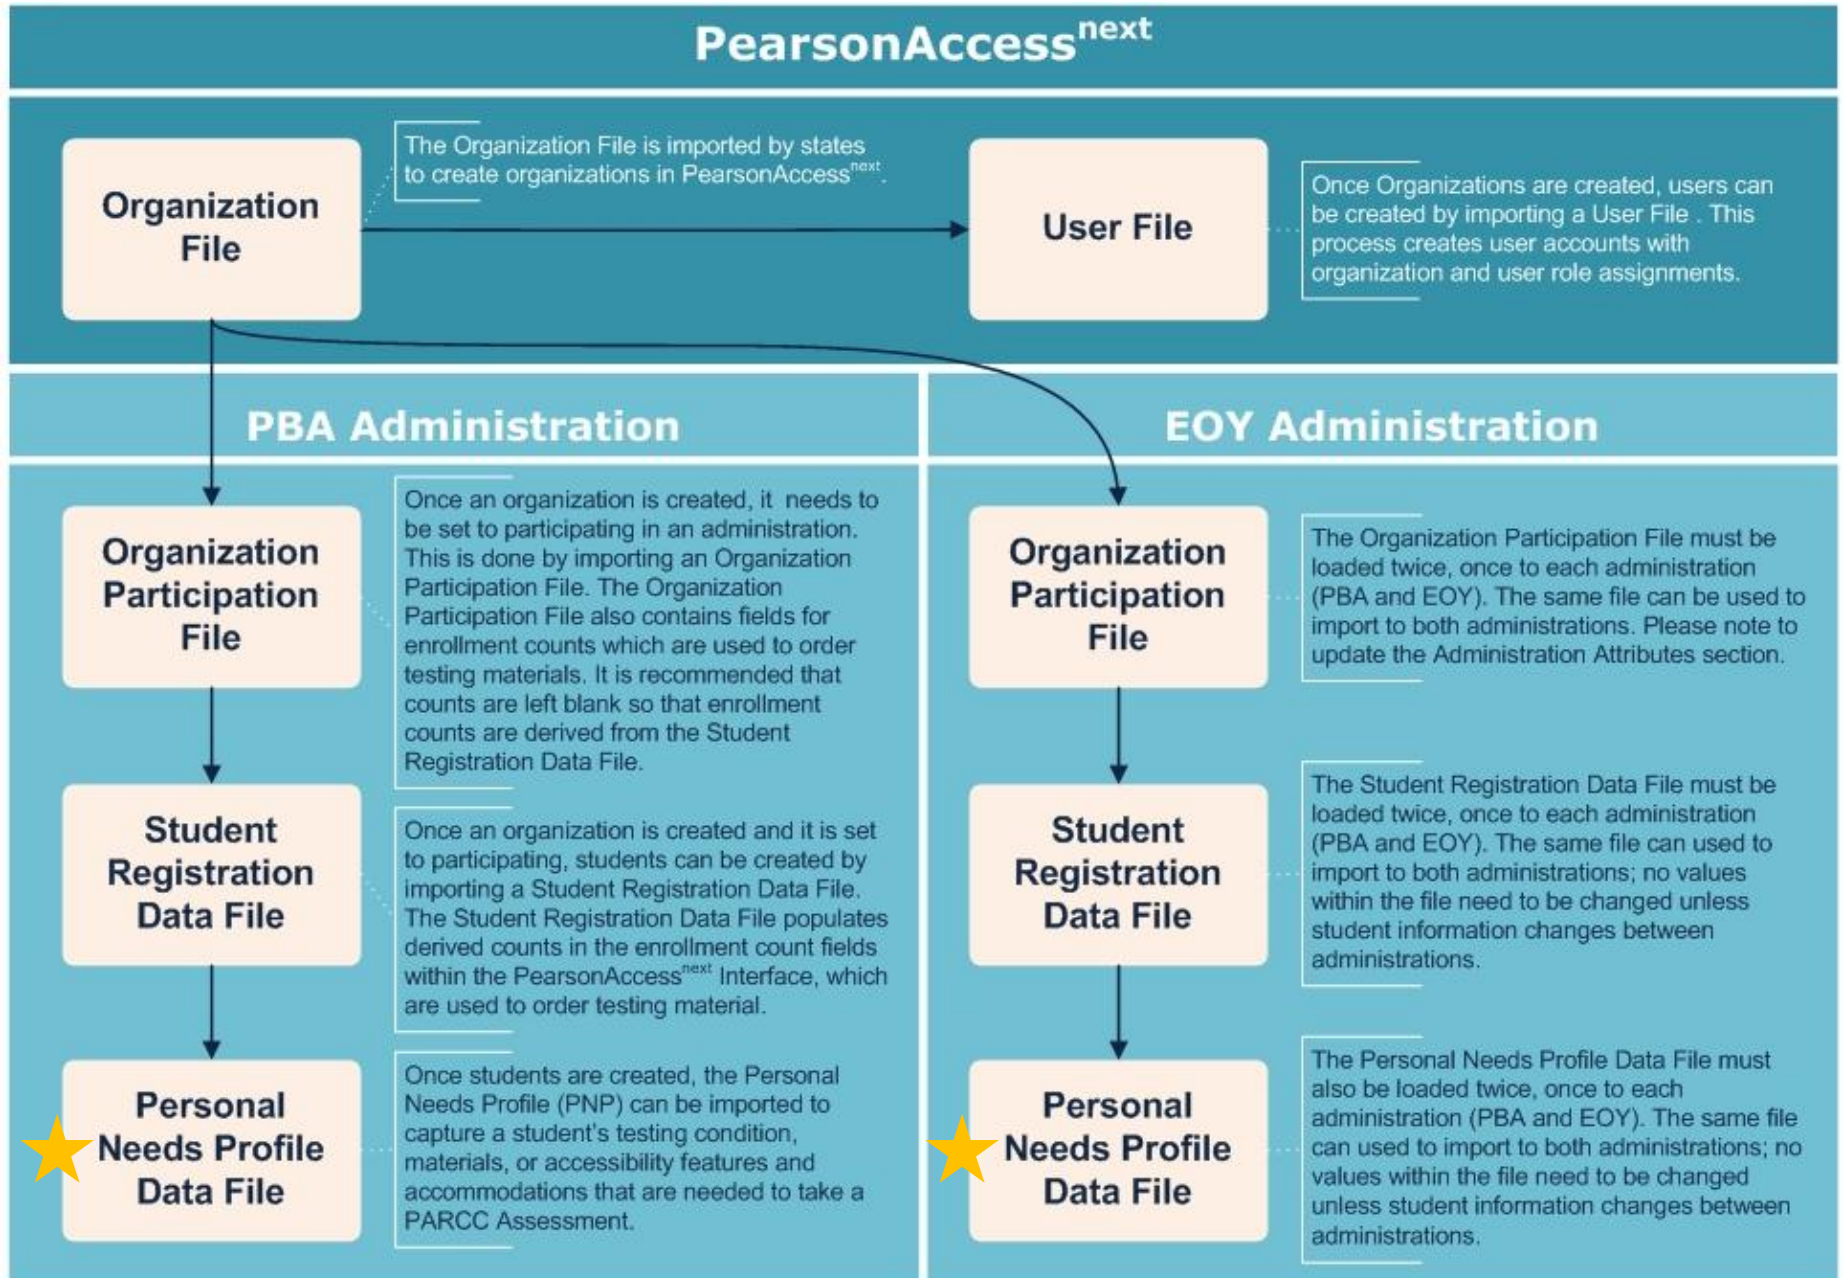 PearsonAccessnext
Organization
File
The Organization File is imported by states
to create organizations in PearsonAccessnext.
User File
Once Organizations are created, users can
be created by importing a User File . This
process creates user accounts with
organization and user role assignments.
PBA Administration
Organization
Participation
File
Once an organization is created, it needs to
be set to participating in an administration.
This is done by importing an Organization
Participation File. The Organization
Participation File also contains fields for
enrollment counts which are used to order
testing materials. It is recommended that
counts are left blank so that enrollment
counts are derived from the Student
Registration Data File.
Student
Registration
Data File
Once an organization is created and it is set
to participating, students can be created by
importing a Student Registration Data File.
The Student Registration Data File populates
derived counts in the enrollment count fields
within the PearsonAccessnext Interface, which
are used to order testing material.
Personal
Needs Profile
Data File
Once students are created, the Personal
Needs Profile (PNP) can be imported to
capture a student's testing condition,
materials, or accessibility features and
accommodations that are needed to take a
PARCC Assessment.
EOY Administration
Organization
Participation
File
The Organization Participation File must be
loaded twice, once to each administration
(PBA and EOY). The same file can be used to
import to both administrations. Please note to
update the Administration Attributes section.
Student
Registration
Data File
The Student Registration Data File must be
loaded twice, once to each administration
(PBA and EOY). The same file can used to
import to both administrations; no values
within the file need to be changed unless
student information changes between
administrations.
Personal
Needs Profile
Data File
The Personal Needs Profile Data File must
also be loaded twice, once to each
administration (PBA and EOY). The same file
can used to import to both administrations; no
values within the file need to be changed
unless student information changes between
administrations.